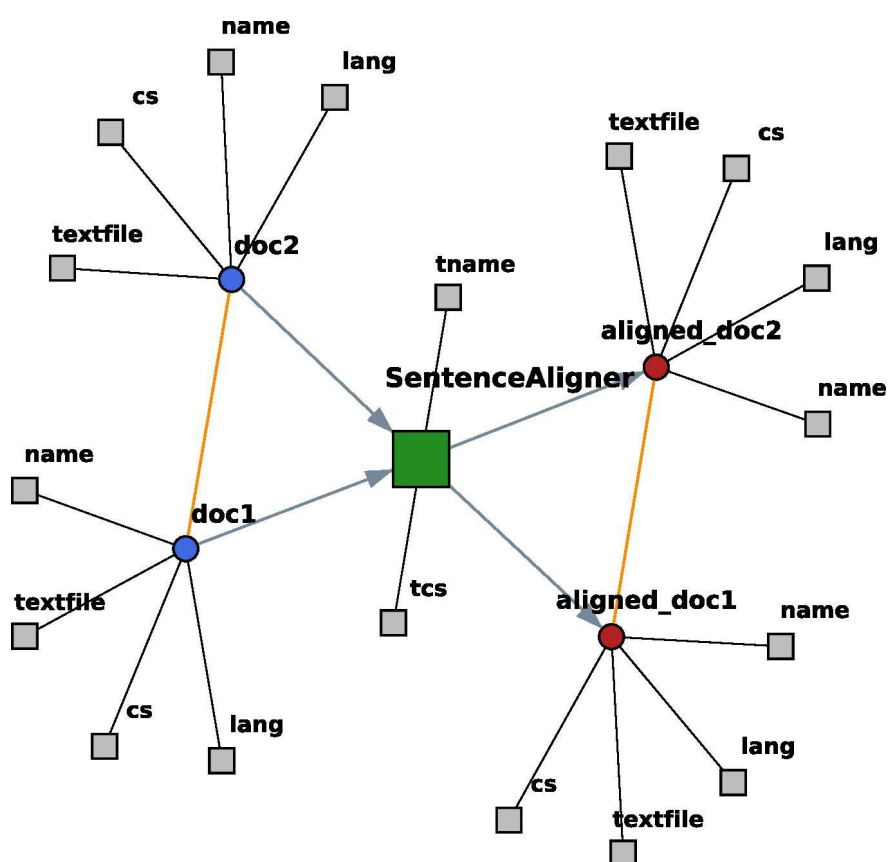 name
lang
cs
textfile
cs
textfile
doc2
lang
tname
aligned_doc2
SentenceAligner
name
name
doc1
tcs
textfile
aligned_doc1
name
cs
lang
lang
cs
textfile